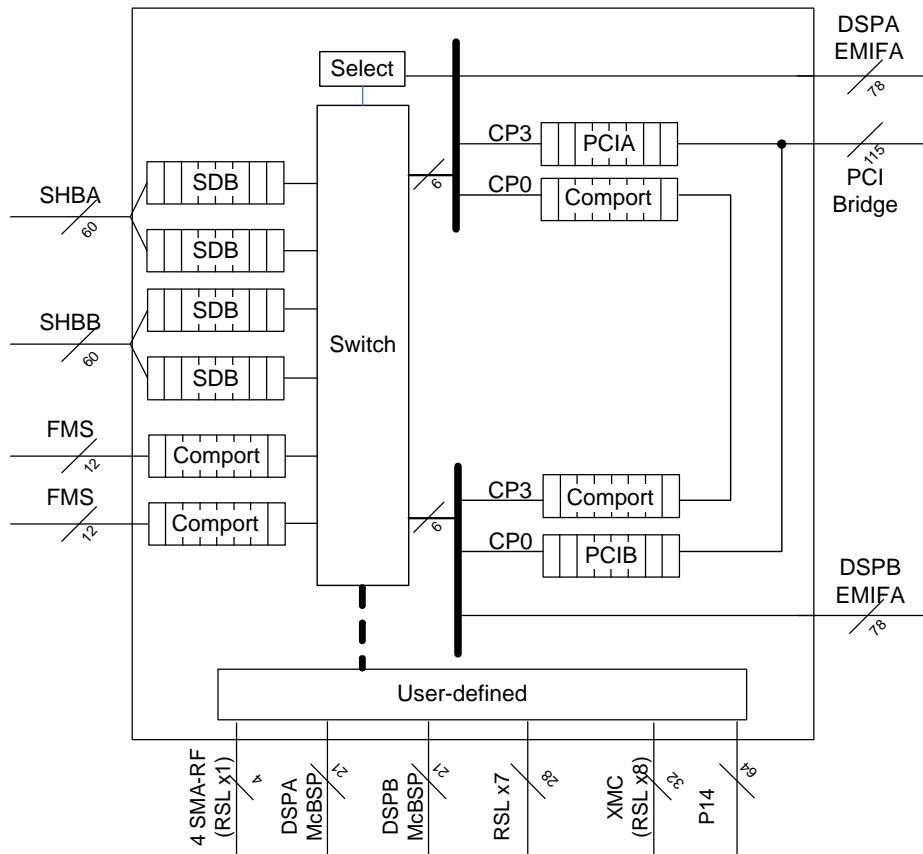 DSPA
EMIFA
78
Select
CP3
PCIA
115
PCI
Bridge
6
CP0
Comport
SDB
SHBA
60
SDB
SDB
SHBB
60
SDB
Switch
FMS
12
Comport
FMS
12
Comport
6
CP3
Comport
CP0
PCIB
DSPB
EMIFA
78
User-defined
4 SMA-RF
(RSL x1)
4
DSPA
McBSP
21
DSPB
McBSP
21
RSL x7
28
XMC
(RSL x8)
32
P14
64